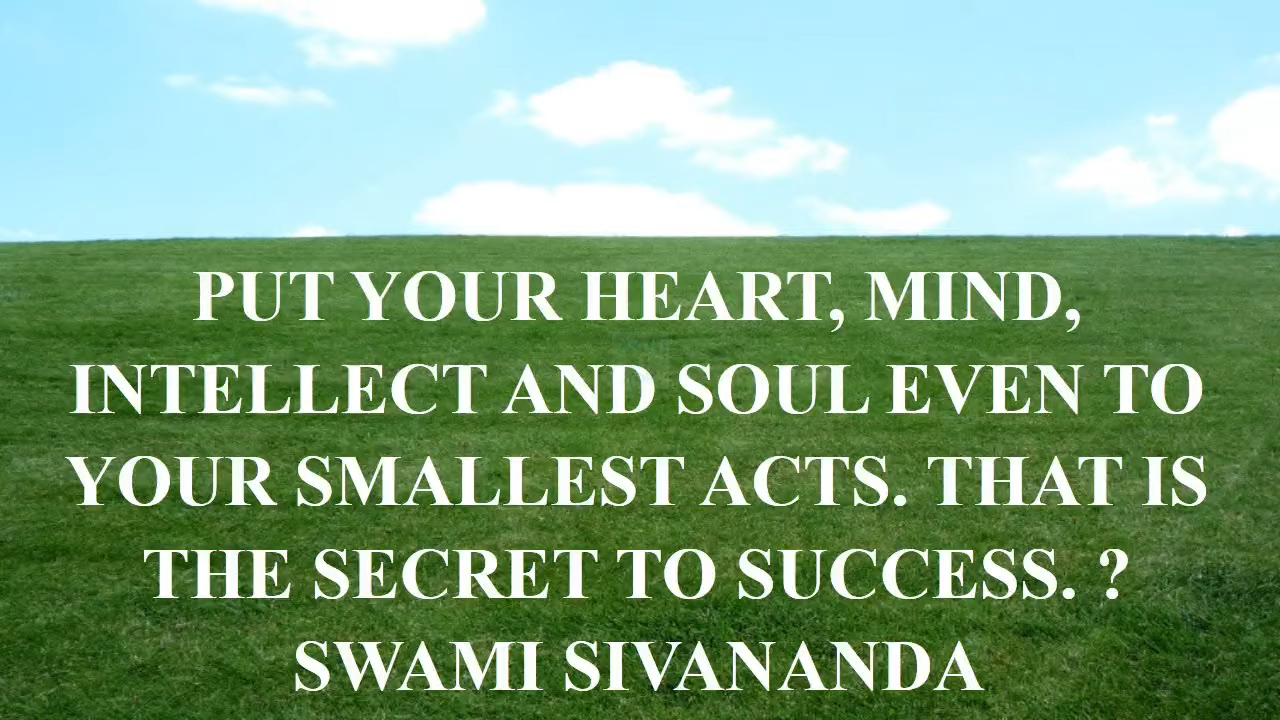 PUT YOUR HEART, MIND,
INTELLECT AND SOUL EVEN TO
YOUR SMALLEST ACTS. THAT IS
THE SECRET TO SUCCESS. ?
SWAMI SIVANANDA